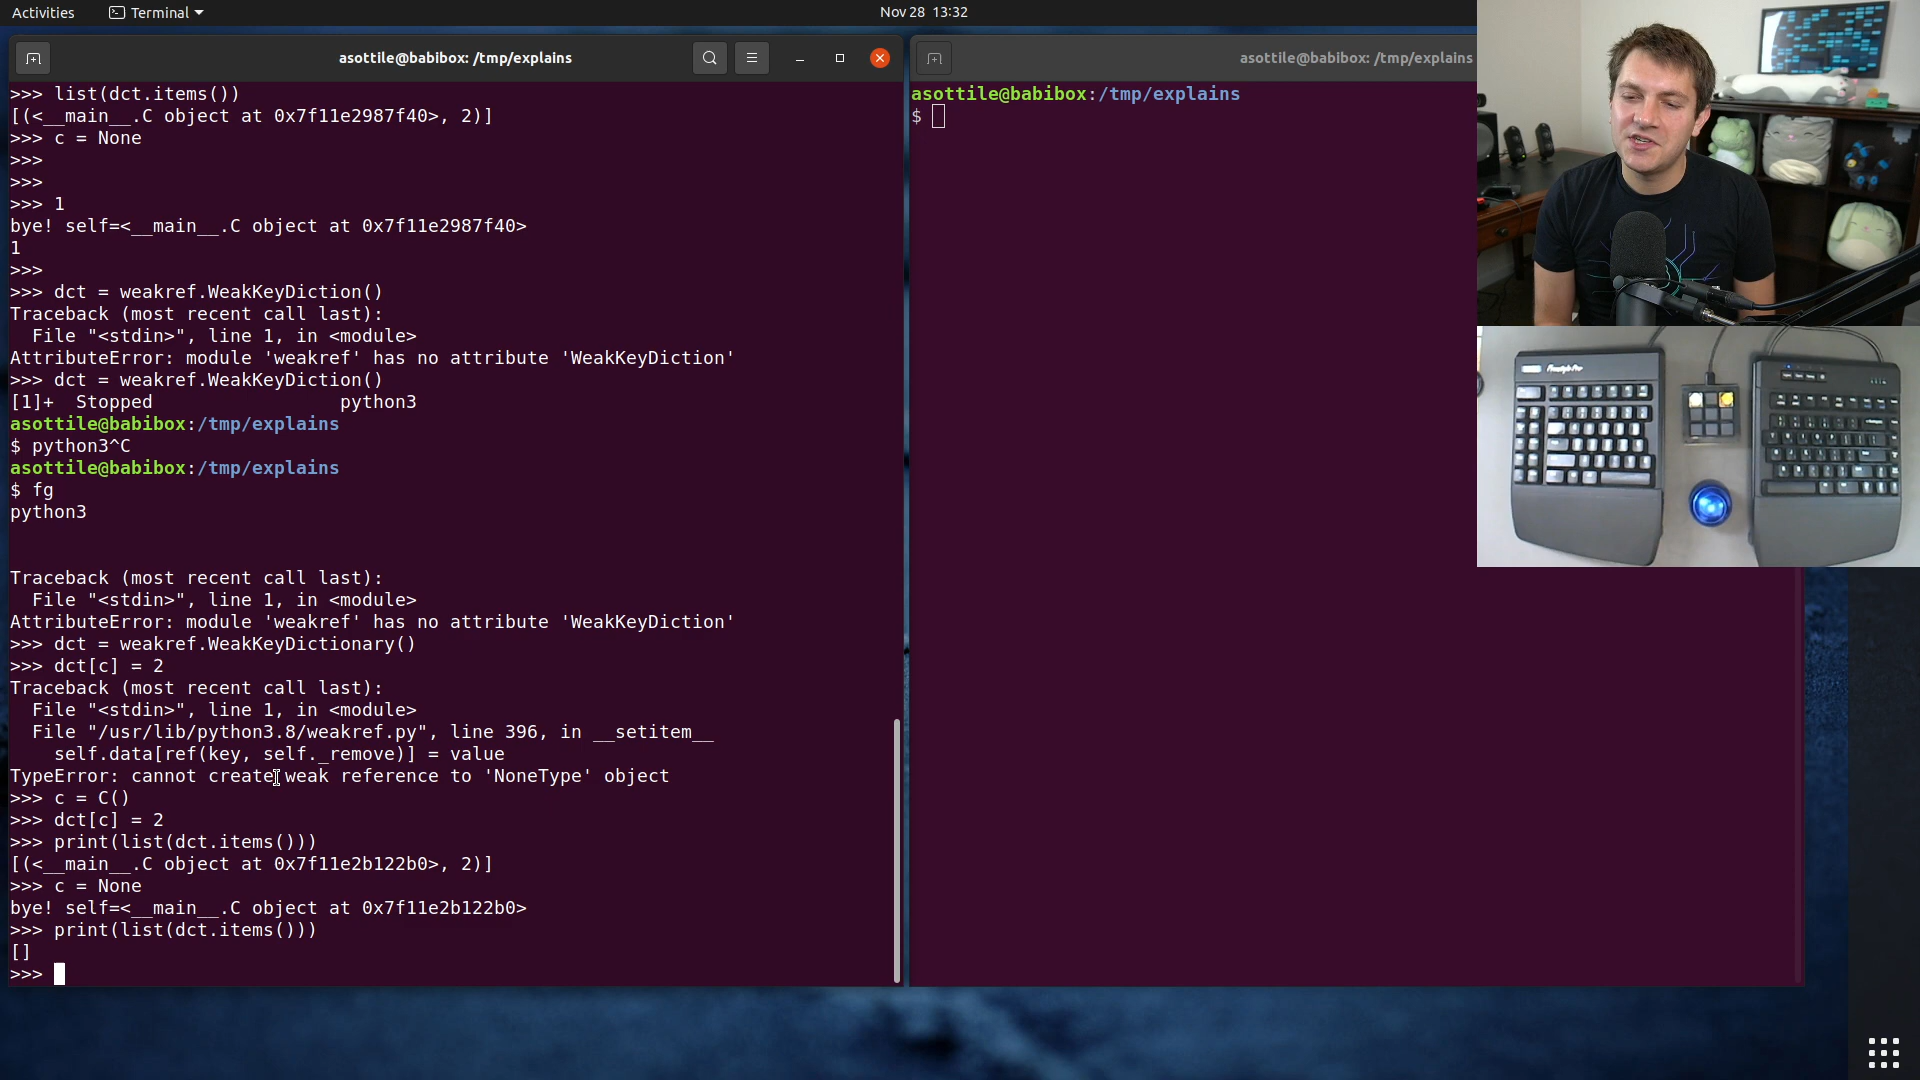 Activities
Terminal
Nov 28 13:32
asottile@babibox: /tmp/explains
>>> list(dct.items())
[(<__main__.C object at 0x7f11e2987f40>, 2)]
>>> c = None
>>>
>>>
>>> 1
bye! self=<__main__.C object at 0x7f11e2987f40>
1
>>>
>>> dct = weakref.WeakKeyDiction()
Traceback (most recent call last):
  File "<stdin>", line 1, in <module>
AttributeError: module 'weakref' has no attribute 'WeakKeyDiction'
>>> dct = weakref.WeakKeyDiction()
[1]+  Stopped                 python3
asottile@babibox:/tmp/explains
$ python3^C
asottile@babibox:/tmp/explains
$ fg
python3
Traceback (most recent call last):
  File "<stdin>", line 1, in <module>
AttributeError: module 'weakref' has no attribute 'WeakKeyDiction'
>>> dct = weakref.WeakKeyDictionary()
>>> dct[c] = 2
Traceback (most recent call last):
  File "<stdin>", line 1, in <module>
  File "/usr/lib/python3.8/weakref.py", line 396, in __setitem__
    self.data[ref(key, self._remove)] = value
TypeError: cannot create weak reference to 'NoneType' object
>>> c = C()
>>> dct[c] = 2
>>> print(list(dct.items()))
[(<__main__.C object at 0x7f11e2b122b0>, 2)]
>>> c = None
bye! self=<__main__.C object at 0x7f11e2b122b0>
>>> print(list(dct.items()))
[]
>>>
asottile@babibox: /tmp/explains
asottile@babibox:/tmp/explains
$